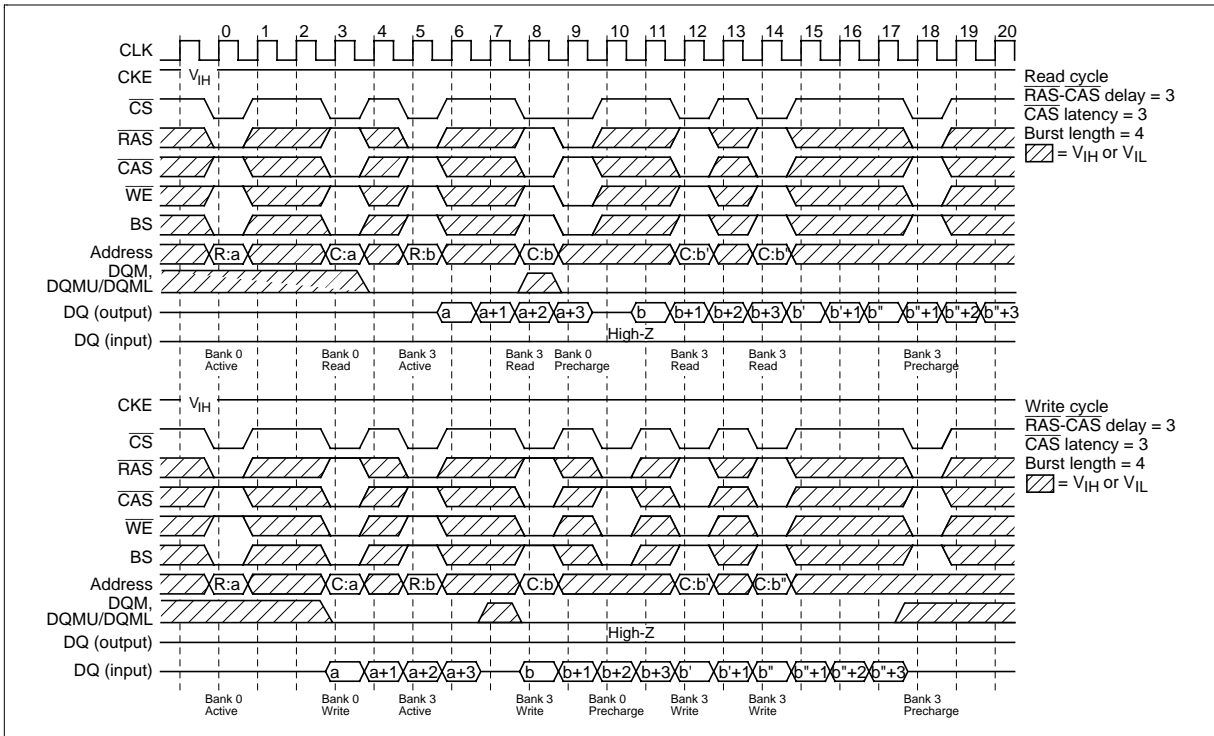 0 1 2 3 4 5 6 7 8 9 10 11 12 13 14 15 16 17 18 19 20
CLK
CKE VIH
CS
RAS
CAS
WE
BS
Address R:a C:a R:b C:b C:b' C:b'
DQM,
DQMU/DQML
DQ (output) a a+1 a+2 a+3 b b+1 b+2 b+3 b' b'+1 b" b"+1 b"+2 b"+3
High-Z
DQ (input)
Bank 0 Active
Bank 0 Read
Bank 3 Active
Bank 3 Read
Bank 0 Precharge
Bank 3 Read
Bank 3 Read
Bank 3 Precharge
Read cycle
RAS-CAS delay = 3
CAS latency = 3
Burst length = 4
= VIH or VIL
CKE VIH
CS
RAS
CAS
WE
BS
Address R:a C:a R:b C:b C:b' C:b"
DQM,
DQMU/DQML
High-Z
DQ (output)
DQ (input) a a+1 a+2 a+3 b b+1 b+2 b+3 b' b'+1 b" b"+1 b"+2 b"+3
Bank 0 Active
Bank 0 Write
Bank 3 Active
Bank 3 Write
Bank 0 Precharge
Bank 3 Write
Bank 3 Write
Bank 3 Precharge
Write cycle
RAS-CAS delay = 3
CAS latency = 3
Burst length = 4
= VIH or VIL